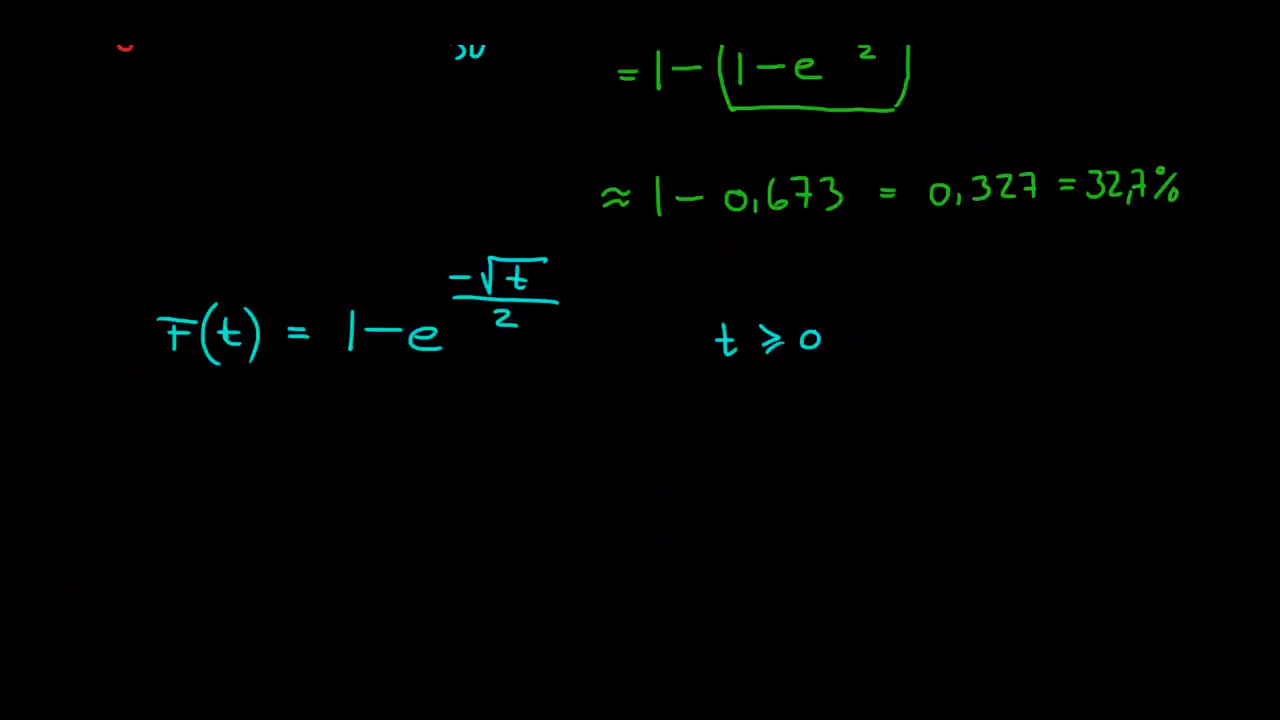 = 1 - (1 - e 2)
≈ 1 - 0,673 = 0,327 = 32,7%
F(t) = 1 - e^(-√t / 2) t ⩾ 0